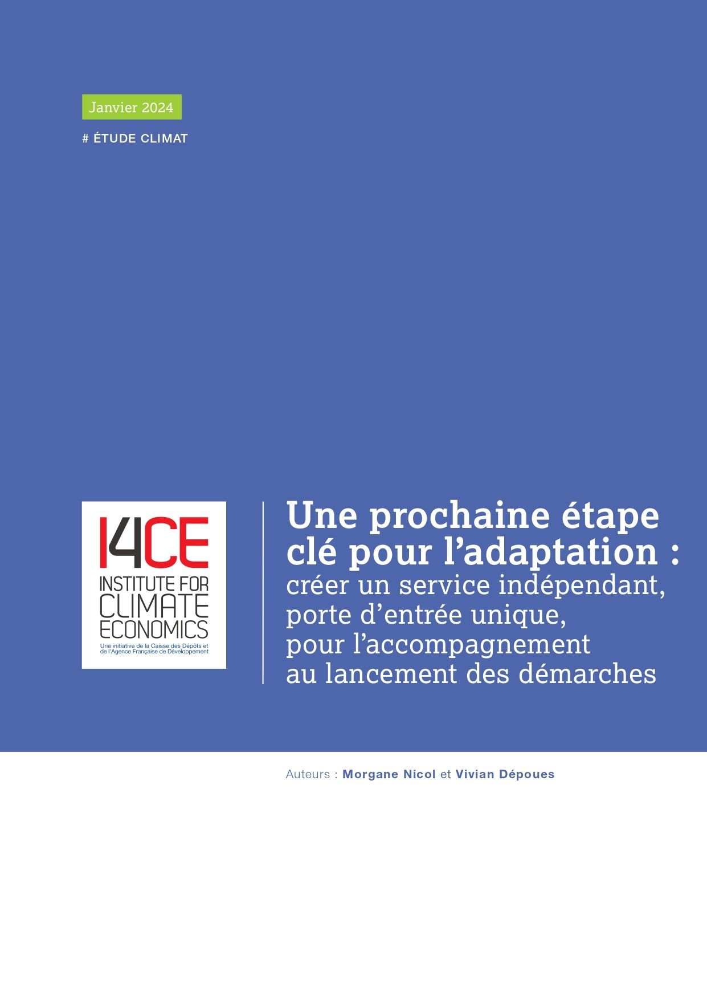 Janvier 2024
# ÉTUDE CLIMAT
I4CE
INSTITUTE FOR
CLIMATE
ECONOMICS
Une initiative de la Caisse des Dépôts et
de l'Agence Française de Développement
Une prochaine étape
clé pour l’adaptation :
créer un service indépendant,
porte d’entrée unique,
pour l’accompagnement
au lancement des démarches
Auteurs : Morgane Nicol et Vivian Dépoues